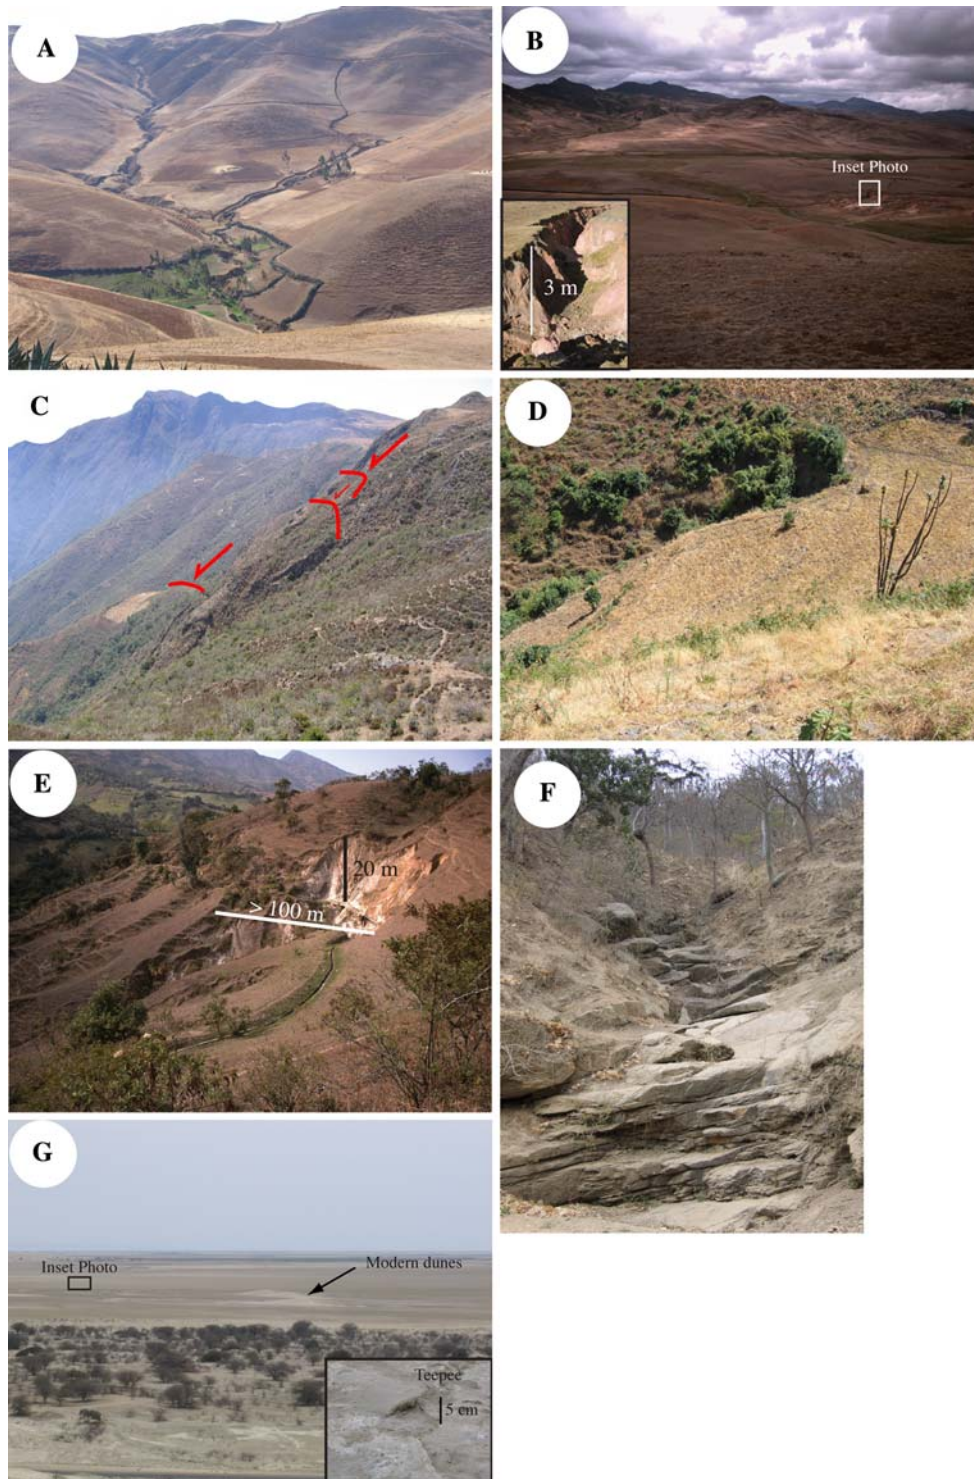 A
B
Inset Photo
3 m
C
D
E
20 m
> 100 m
F
G
Inset Photo
Modern dunes
Teepee
5 cm